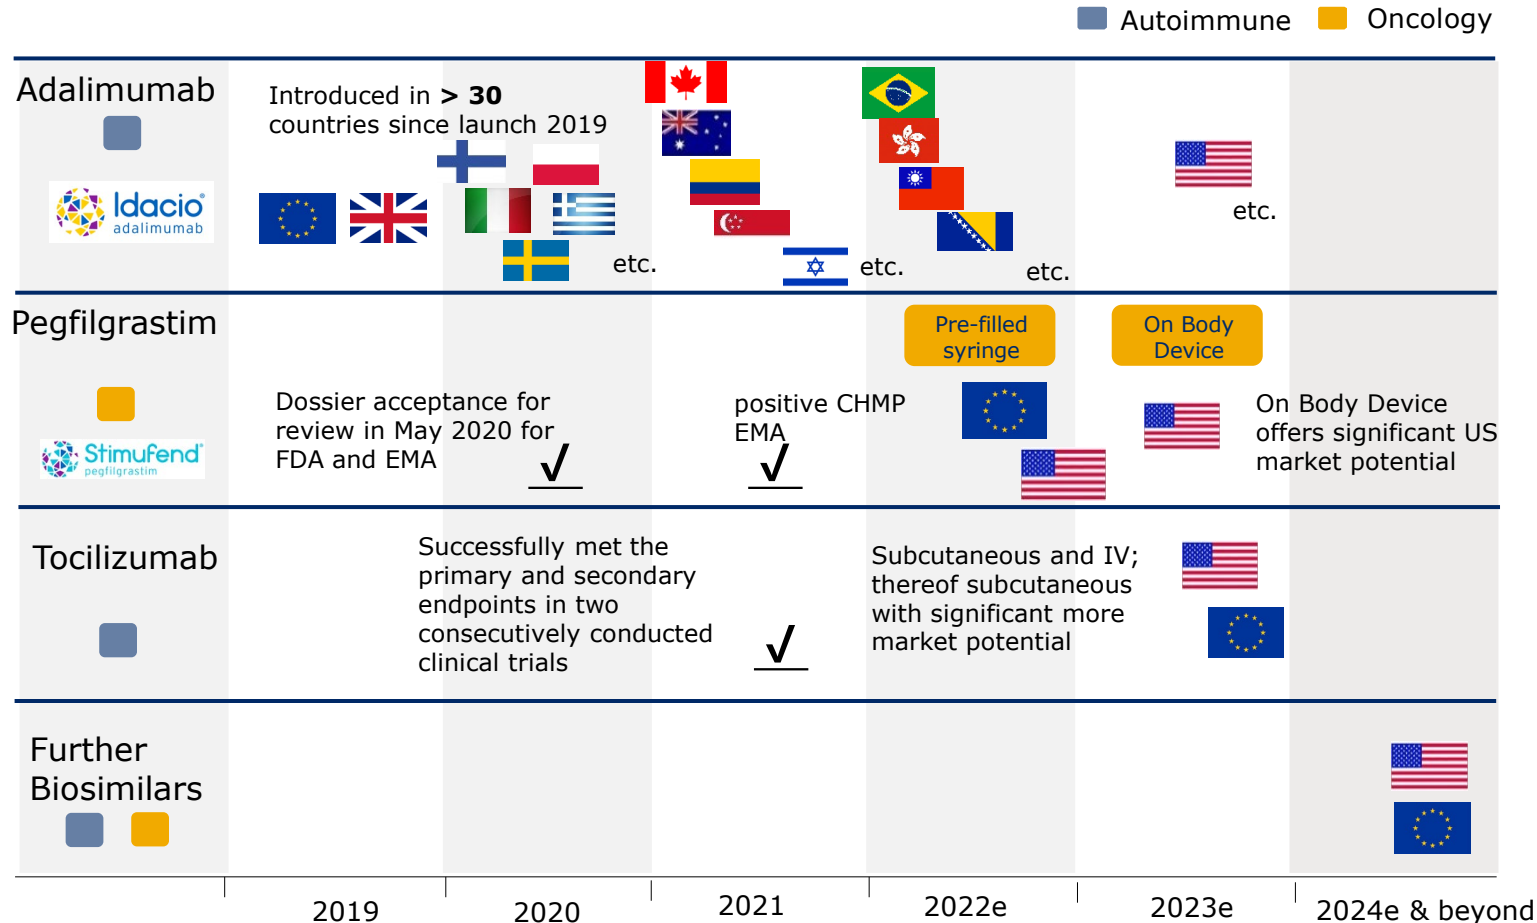 Autoimmune Oncology
Adalimumab
Idacio®
adalimumab
Introduced in > 30
countries since launch 2019
etc.
etc.
etc.
etc.
Pegfilgrastim
Stimufend®
pegfilgrastim
Dossier acceptance for
review in May 2020 for
FDA and EMA
√
positive CHMP
EMA
√
Pre-filled
syringe
On Body
Device
On Body Device
offers significant US
market potential
Tocilizumab
Successfully met the
primary and secondary
endpoints in two
consecutively conducted
clinical trials
√
Subcutaneous and IV;
thereof subcutaneous
with significant more
market potential
Further
Biosimilars
2019 2020 2021 2022e 2023e 2024e & beyond